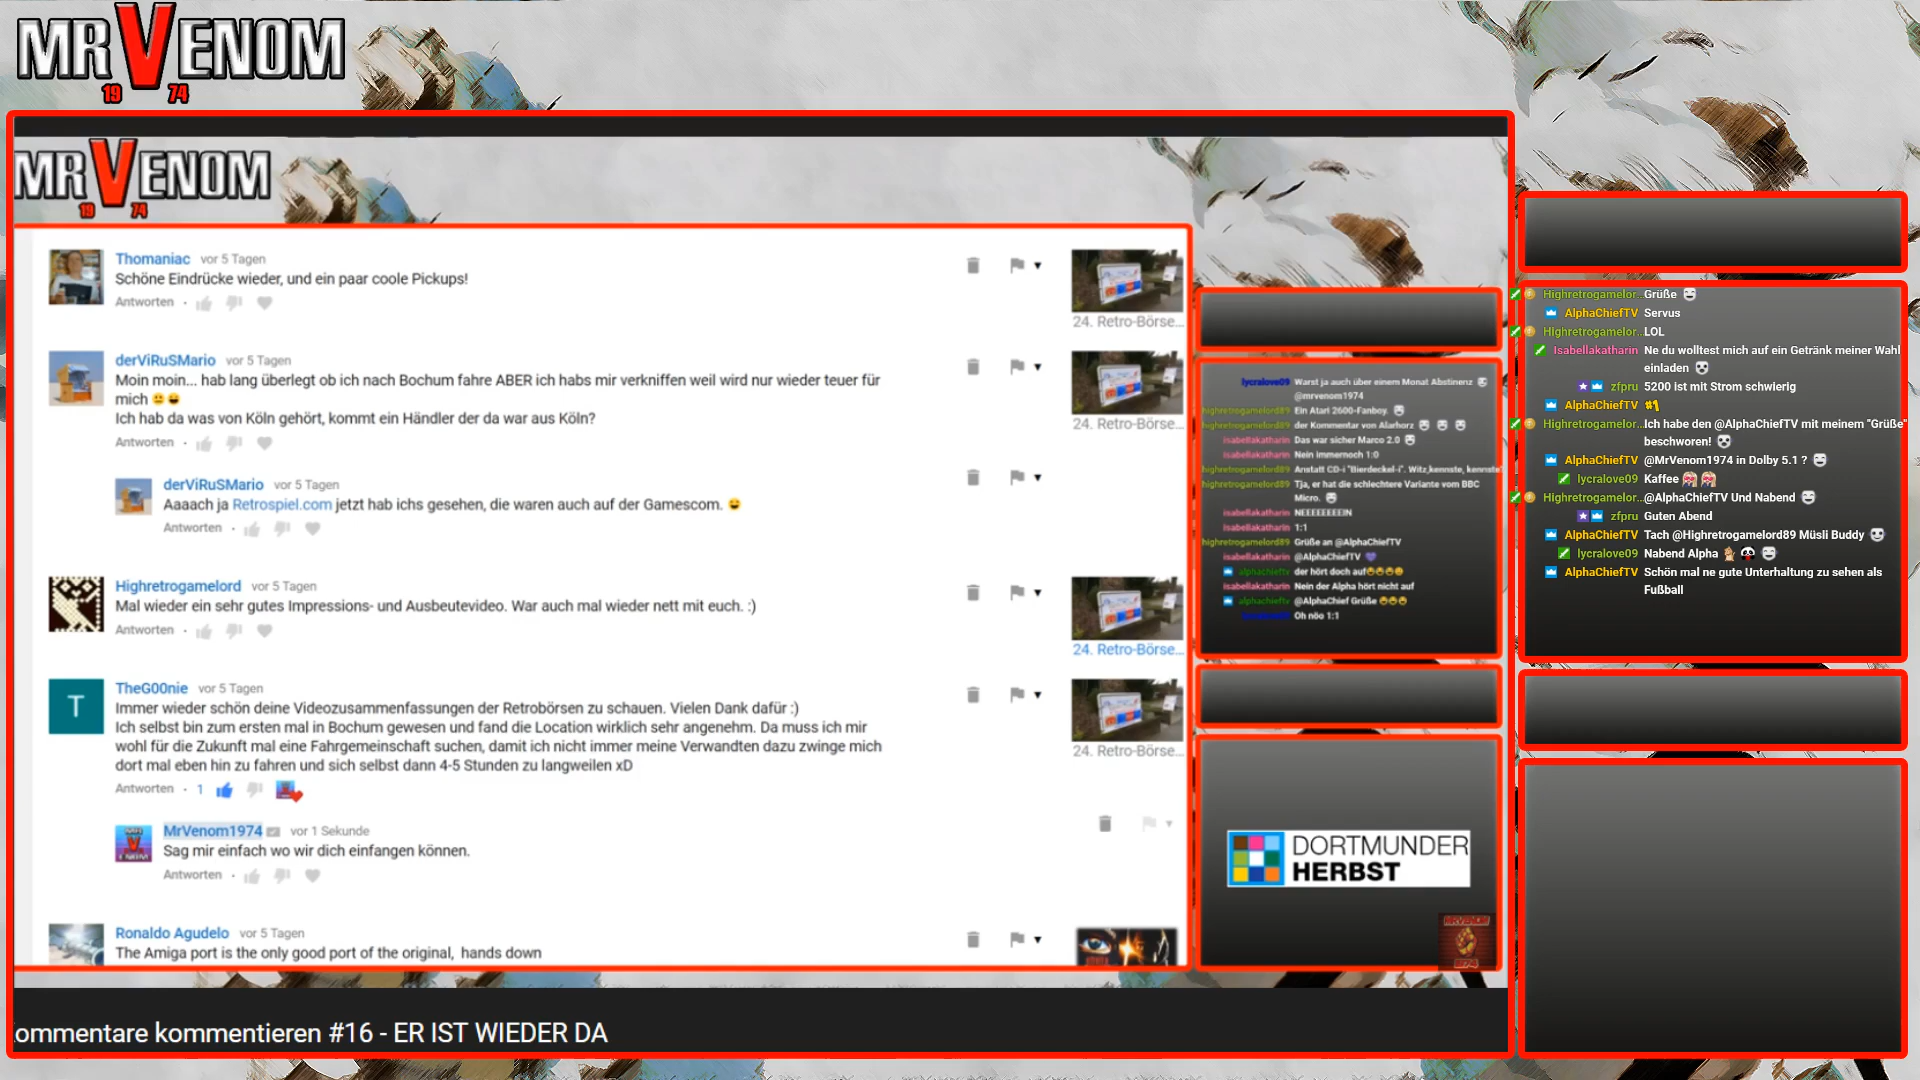 MRVENOM
19 74
MRVENOM
19 74
Thomaniac vor 5 Tagen
Schöne Eindrücke wieder, und ein paar coole Pickups!
Antworten
24. Retro-Börse...
derViRuSMario vor 5 Tagen
Moin moin... hab lang überlegt ob ich nach Bochum fahre ABER ich habs mir verkniffen weil wird nur wieder teuer für
mich 😕😄
Ich hab da was von Köln gehört, kommt ein Händler der da war aus Köln?
Antworten
24. Retro-Börse...
derViRuSMario vor 5 Tagen
Aaaach ja Retrospiel.com jetzt hab ichs gesehen, die waren auch auf der Gamescom. 😄
Antworten
Highretrogamelord vor 5 Tagen
Mal wieder ein sehr gutes Impressions- und Ausbeutevideo. War auch mal wieder nett mit euch. :)
Antworten
24. Retro-Börse...
TheG00nie vor 5 Tagen
Immer wieder schön deine Videozusammenfassungen der Retrobörsen zu schauen. Vielen Dank dafür :)
Ich selbst bin zum ersten mal in Bochum gewesen und fand die Location wirklich sehr angenehm. Da muss ich mir
wohl für die Zukunft mal eine Fahrgemeinschaft suchen, damit ich nicht immer meine Verwandten dazu zwinge mich
dort mal eben hin zu fahren und sich selbst dann 4-5 Stunden zu langweilen xD
Antworten · 1
24. Retro-Börse...
T
MrVenom1974 vor 1 Sekunde
Sag mir einfach wo wir dich einfangen können.
Antworten
Ronaldo Agudelo vor 5 Tagen
The Amiga port is the only good port of the original, hands down
ommentare kommentieren #16 - ER IST WIEDER DA
lycralove09 Warst ja auch über einem Monat Abstinenz
@mrvenom1974
highretrogamelord89 Ein Atari 2600-Fanboy.
highretrogamelord89 der Kommentar von Alarhorz
isabellakatharin Das war sicher Marco 2.0
isabellakatharin Nein immernoch 1:0
highretrogamelord89 Anstatt CD-i "Bierdeckel-i". Witz,kennste, kennste?
highretrogamelord89 Tja, er hat die schlechtere Variante vom BBC
Micro.
isabellakatharin NEEEEEEEEIN
isabellakatharin 1:1
highretrogamelord89 Grüße an @AlphaChiefTV
isabellakatharin @AlphaChiefTV
alphachieftv der hört doch auf
isabellakatharin Nein der Alpha hört nicht auf
alphachieftv @AlphaChief Grüße
Oh nöo 1:1
DORTMUNDER
HERBST
MRVENOM
1974
Highretrogamelor... Grüße
AlphaChiefTV Servus
Highretrogamelor... LOL
Isabellakatharin Ne du wolltest mich auf ein Getränk meiner Wahl
einladen
zfpru 5200 ist mit Strom schwierig
AlphaChiefTV #1
Highretrogamelor... Ich habe den @AlphaChiefTV mit meinem "Grüße"
beschworen!
AlphaChiefTV @MrVenom1974 in Dolby 5.1 ?
lycralove09 Kaffee
Highretrogamelor... @AlphaChiefTV Und Nabend
zfpru Guten Abend
AlphaChiefTV Tach @Highretrogamelord89 Müsli Buddy
lycralove09 Nabend Alpha
AlphaChiefTV Schön mal ne gute Unterhaltung zu sehen als
Fußball